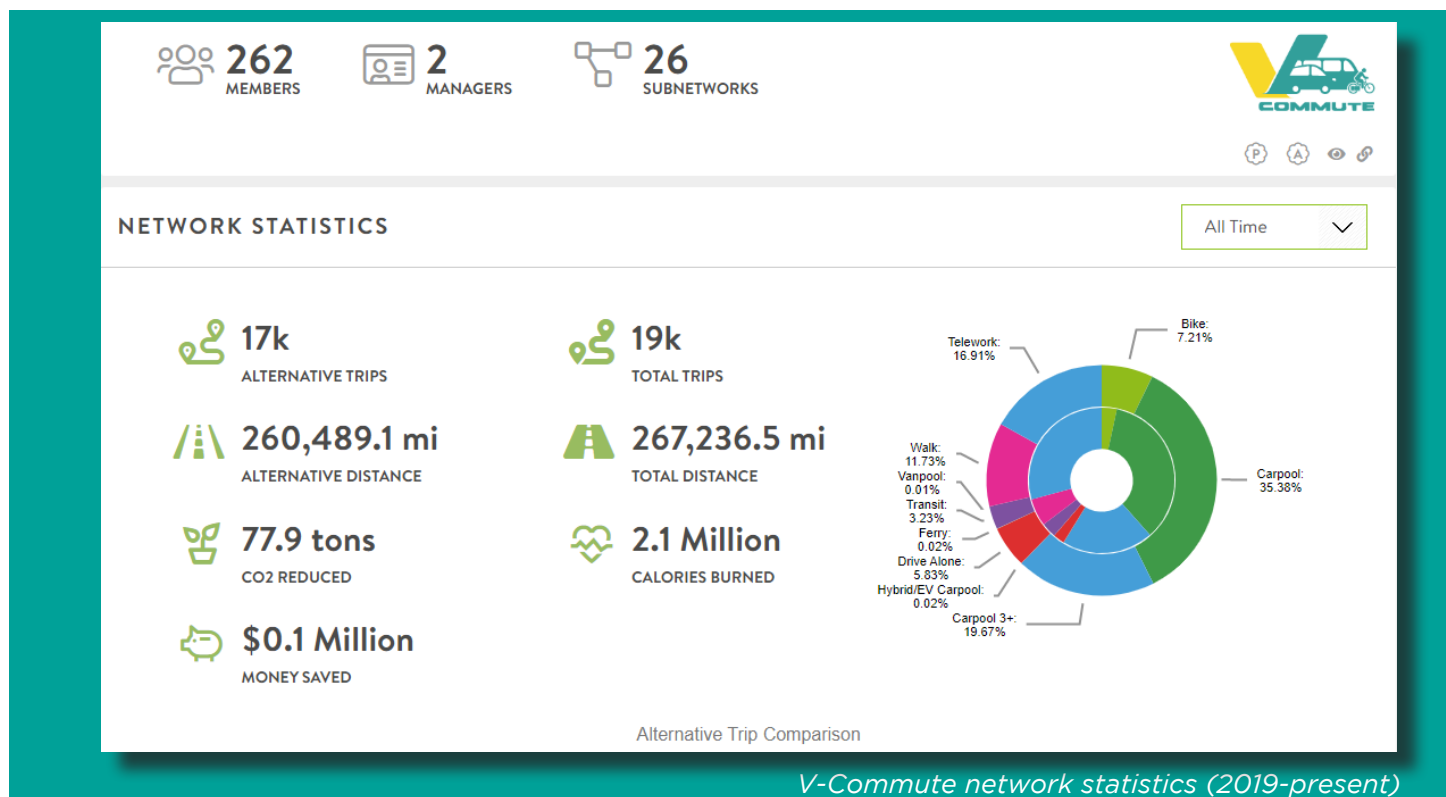 262
MEMBERS
2
MANAGERS
26
SUBNETWORKS
V
COMMUTE
P
A
NETWORK STATISTICS
All Time
17k
ALTERNATIVE TRIPS
19k
TOTAL TRIPS
260,489.1 mi
ALTERNATIVE DISTANCE
267,236.5 mi
TOTAL DISTANCE
77.9 tons
CO2 REDUCED
2.1 Million
CALORIES BURNED
$0.1 Million
MONEY SAVED
Bike:
7.21%
Telework:
16.91%
Walk:
11.73%
Vanpool:
0.01%
Transit:
3.23%
Ferry:
0.02%
Drive Alone:
5.83%
Hybrid/EV Carpool:
0.02%
Carpool 3+:
19.67%
Carpool:
35.38%
Alternative Trip Comparison
V-Commute network statistics (2019-present)